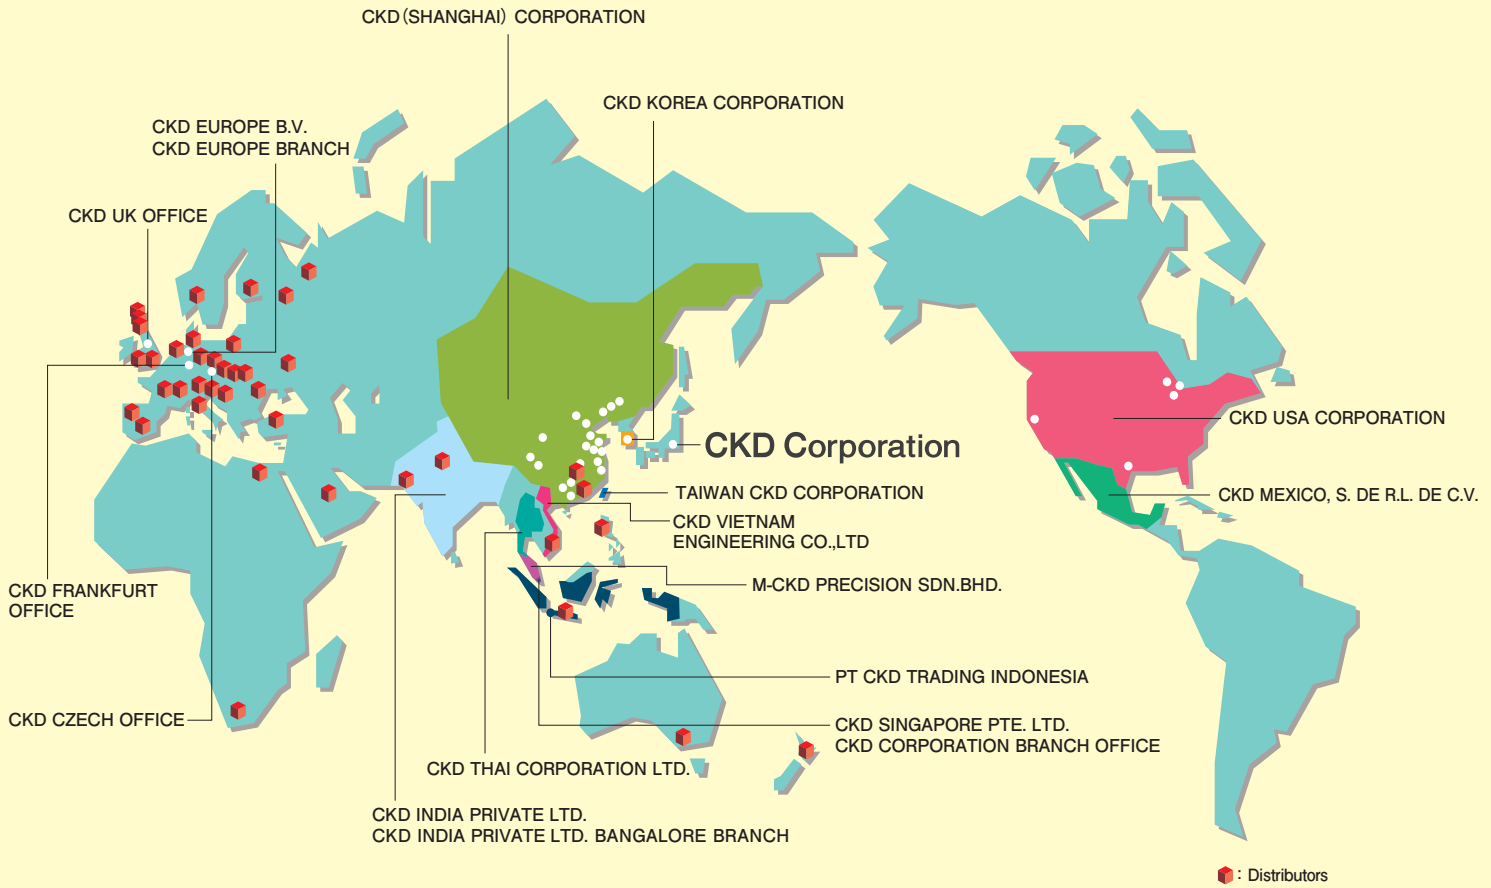 CKD(SHANGHAI) CORPORATION
CKD KOREA CORPORATION
CKD EUROPE B.V.
CKD EUROPE BRANCH
CKD UK OFFICE
CKD USA CORPORATION
CKD Corporation
TAIWAN CKD CORPORATION
CKD MEXICO, S. DE R.L. DE C.V.
CKD VIETNAM
ENGINEERING CO.,LTD
M-CKD PRECISION SDN.BHD.
CKD FRANKFURT
OFFICE
PT CKD TRADING INDONESIA
CKD CZECH OFFICE
CKD SINGAPORE PTE. LTD.
CKD CORPORATION BRANCH OFFICE
CKD THAI CORPORATION LTD.
CKD INDIA PRIVATE LTD.
CKD INDIA PRIVATE LTD. BANGALORE BRANCH
: Distributors